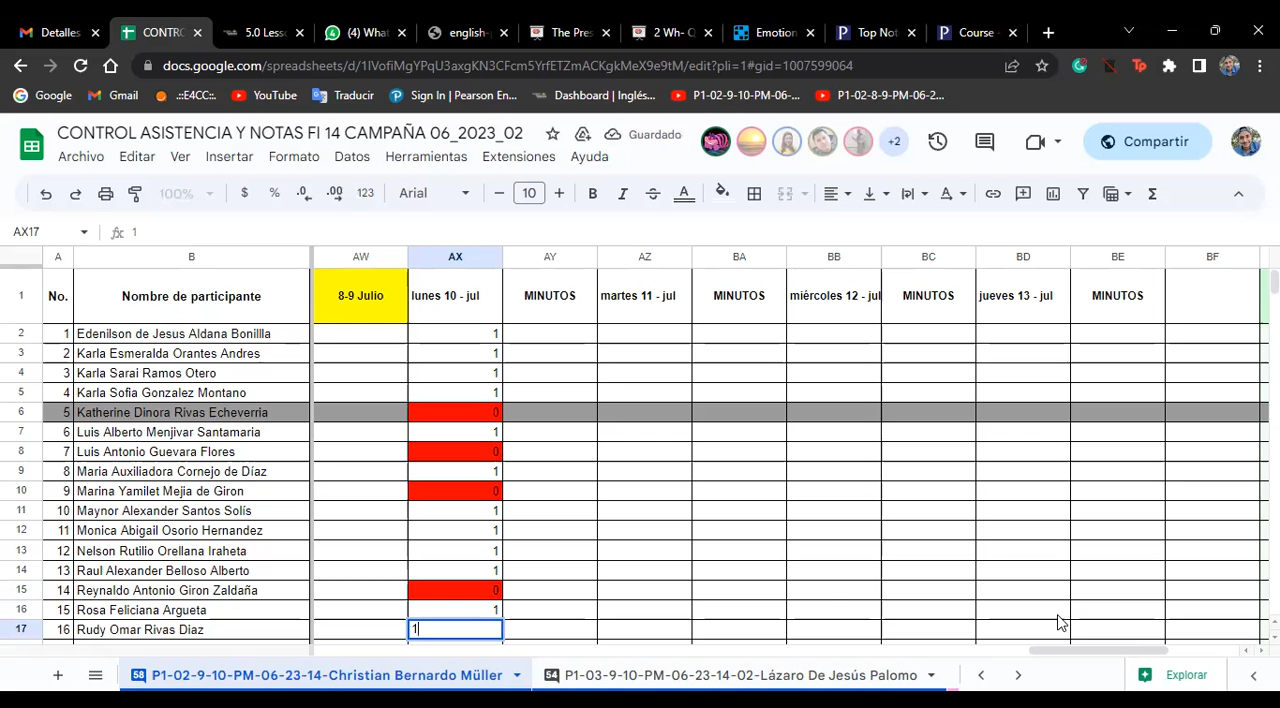 Detalles
CONTRC
5.0 Less
(4) What
english-
The Pres
2 Wh- Q
Emotion
Top Not
Course -
docs.google.com/spreadsheets/d/1IVofiMgYPqU3axgKN3CFcm5YrfETZmACKgkMeX9e9tM/edit?pli=1#gid=1007599064
Google
Gmail
.::E4CC::.
YouTube
Traducir
Sign In | Pearson En...
Dashboard | Inglés...
P1-02-9-10-PM-06-...
P1-02-8-9-PM-06-2...
CONTROL ASISTENCIA Y NOTAS FI 14 CAMPAÑA 06_2023_02
Guardado
+2
Compartir
Archivo Editar Ver Insertar Formato Datos Herramientas Extensiones Ayuda
100% $ % .0 .00 123 Arial 10 B I S A
AX17 fx 1
A B AW AX AY AZ BA BB BC BD BE BF
1 No. Nombre de participante 8-9 Julio lunes 10 - jul MINUTOS martes 11 - jul MINUTOS miércoles 12 - jul MINUTOS jueves 13 - jul MINUTOS
2 1 Edenilson de Jesus Aldana Bonillla 1
3 2 Karla Esmeralda Orantes Andres 1
4 3 Karla Sarai Ramos Otero 1
5 4 Karla Sofia Gonzalez Montano 1
6 5 Katherine Dinora Rivas Echeverria 0
7 6 Luis Alberto Menjivar Santamaria 1
8 7 Luis Antonio Guevara Flores 0
9 8 Maria Auxiliadora Cornejo de Díaz 1
10 9 Marina Yamilet Mejia de Giron 0
11 10 Maynor Alexander Santos Solís 1
12 11 Monica Abigail Osorio Hernandez 1
13 12 Nelson Rutilio Orellana Iraheta 1
14 13 Raul Alexander Belloso Alberto 1
15 14 Reynaldo Antonio Giron Zaldaña 0
16 15 Rosa Feliciana Argueta 1
17 16 Rudy Omar Rivas Diaz 1
58 P1-02-9-10-PM-06-23-14-Christian Bernardo Müller
54 P1-03-9-10-PM-06-23-14-02-Lázaro De Jesús Palomo
Explorar